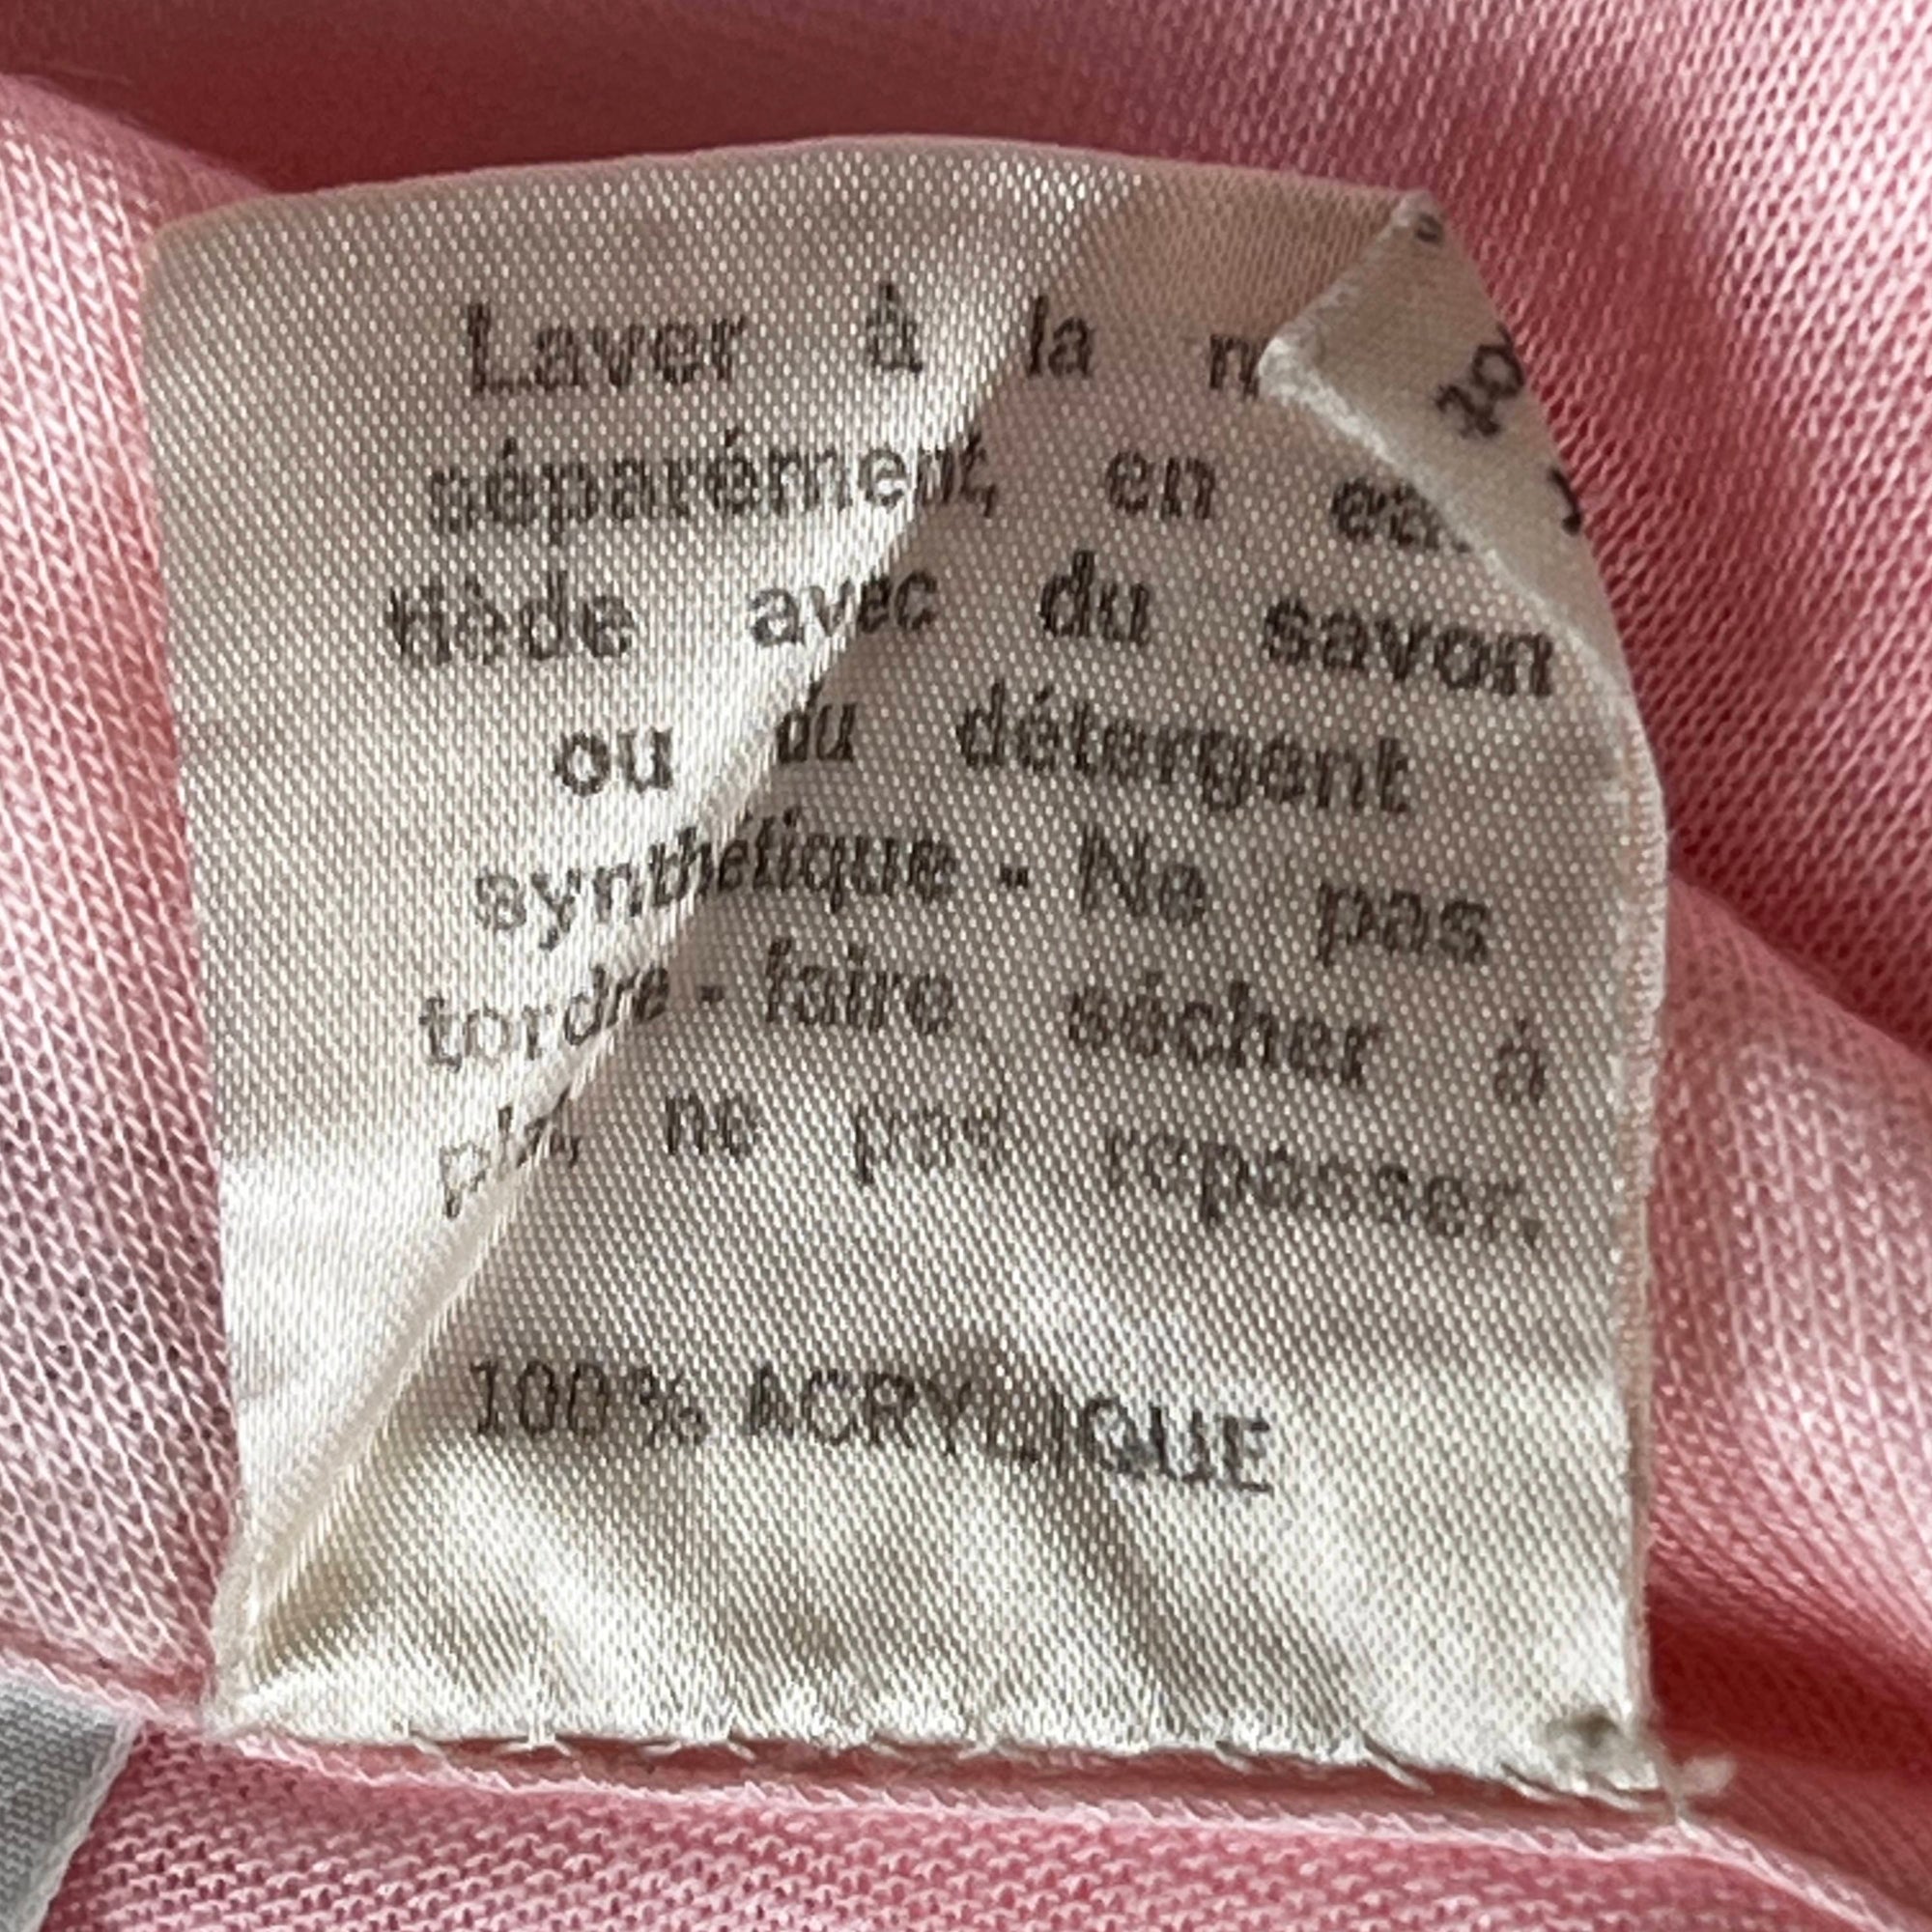 Laver à la
séparément, en
tiède avec du savon
ou du détergent
synthétique - Ne pas
tordre - faire sécher à
ne pas repasser.
100% ACRYLIQUE